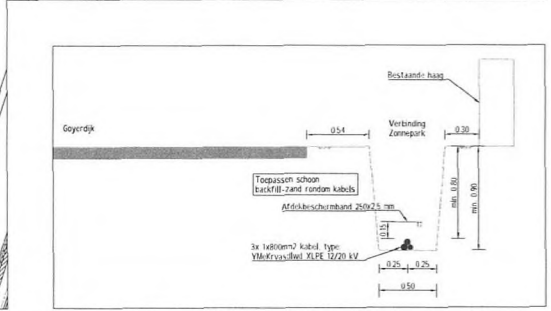 Bestaande haag
Goyerdijk
Verbinding
Zonnepark
0.54
0.30
Toepassen schoon
backfill-zand rondom kabels
Afdekbeschermband 250x2,5 mm
0.15
min. 0.80
min. 0.90
3x 1x800mm2 kabel, type:
YMeKrvasdlwd XLPE 12/20 kV
0.25
0.25
0.50